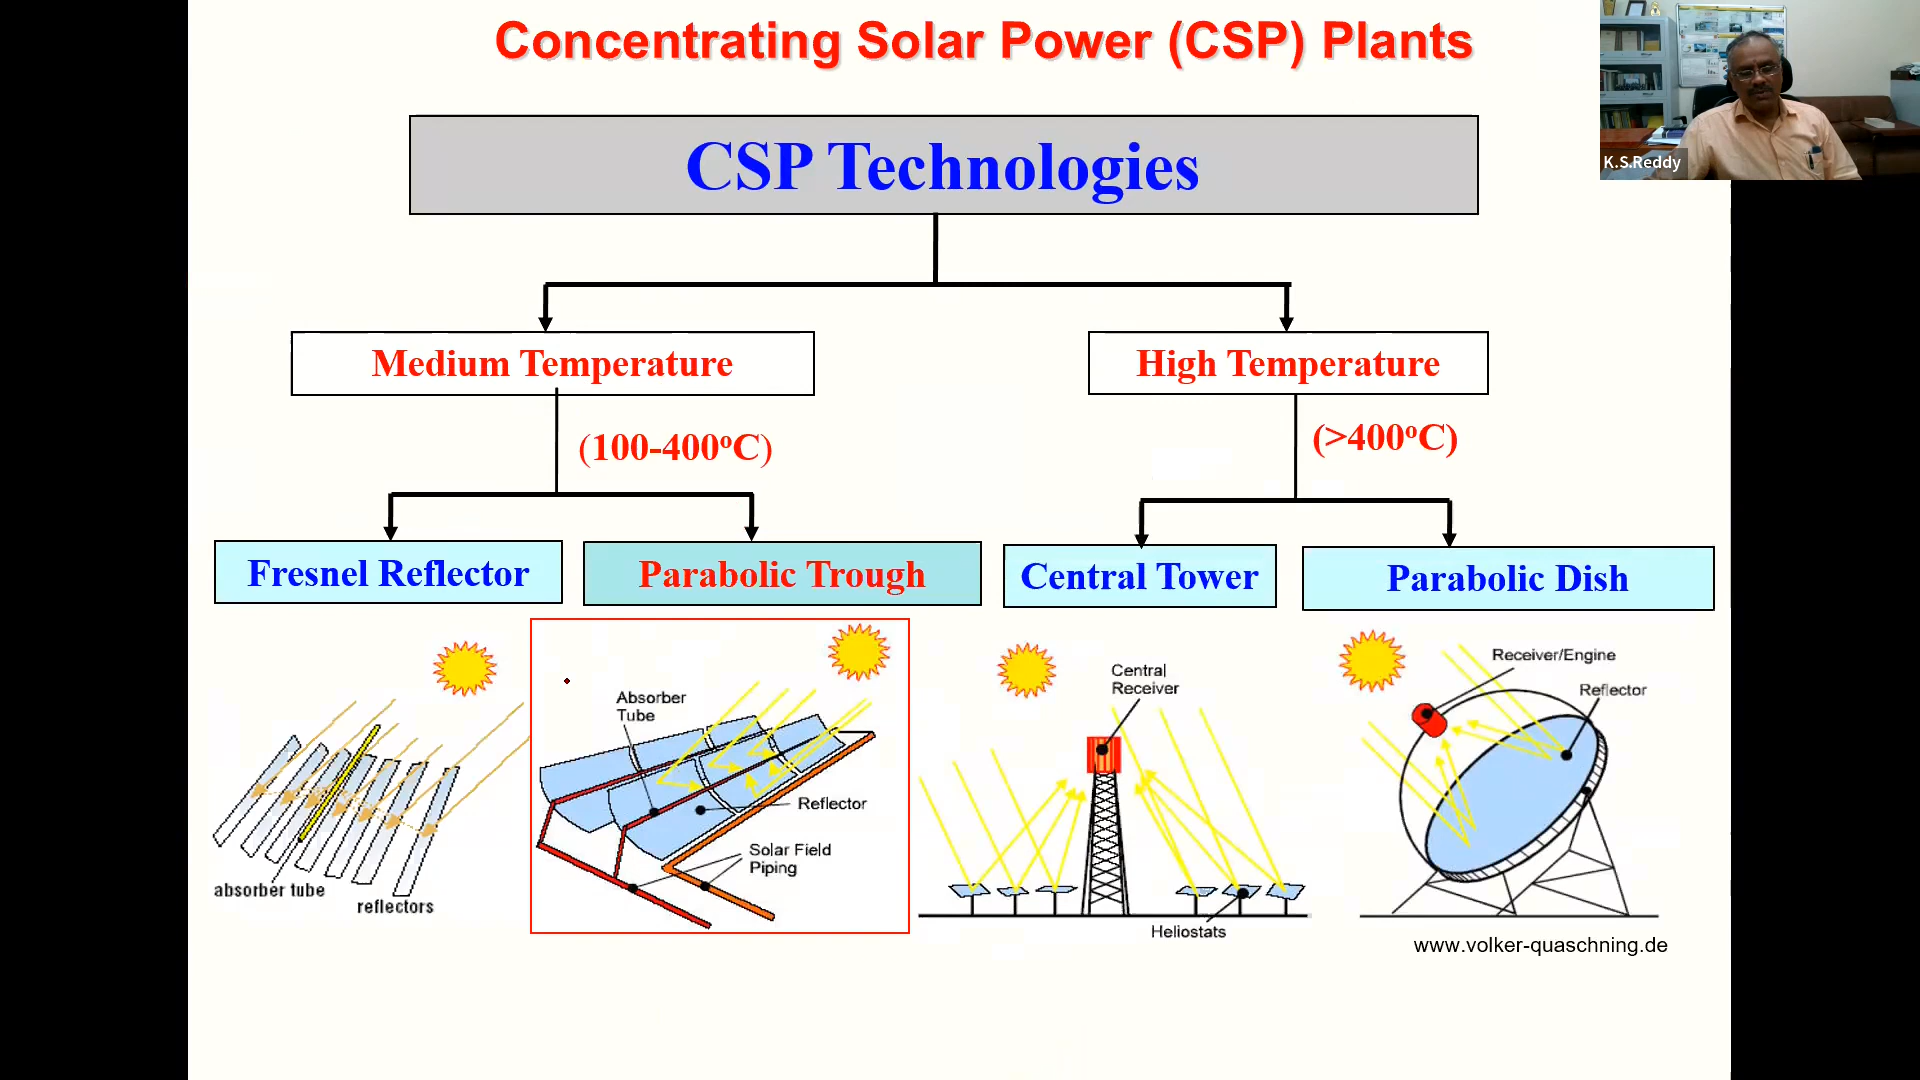 Concentrating Solar Power (CSP) Plants
K.S.Reddy
CSP Technologies
Medium Temperature
High Temperature
(100-400°C)
(>400°C)
Fresnel Reflector
Parabolic Trough
Central Tower
Parabolic Dish
absorber tube
reflectors
Absorber
Tube
Reflector
Solar Field
Piping
Central
Receiver
Heliostats
Receiver/Engine
Reflector
www.volker-quaschning.de